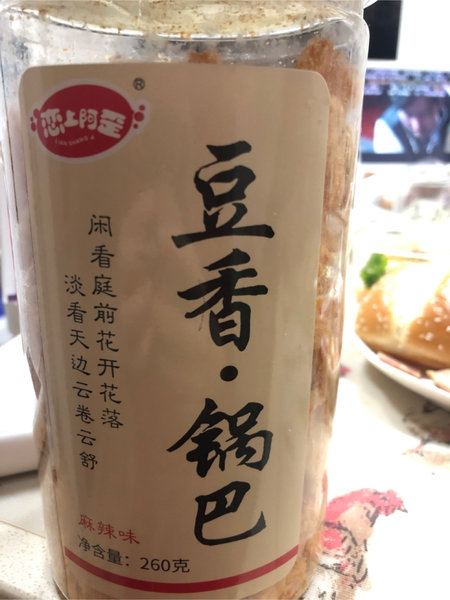 恋上阿歪
®
豆香·锅巴
闲看庭前花开花落
淡看天边云卷云舒
麻辣味
净含量：260克